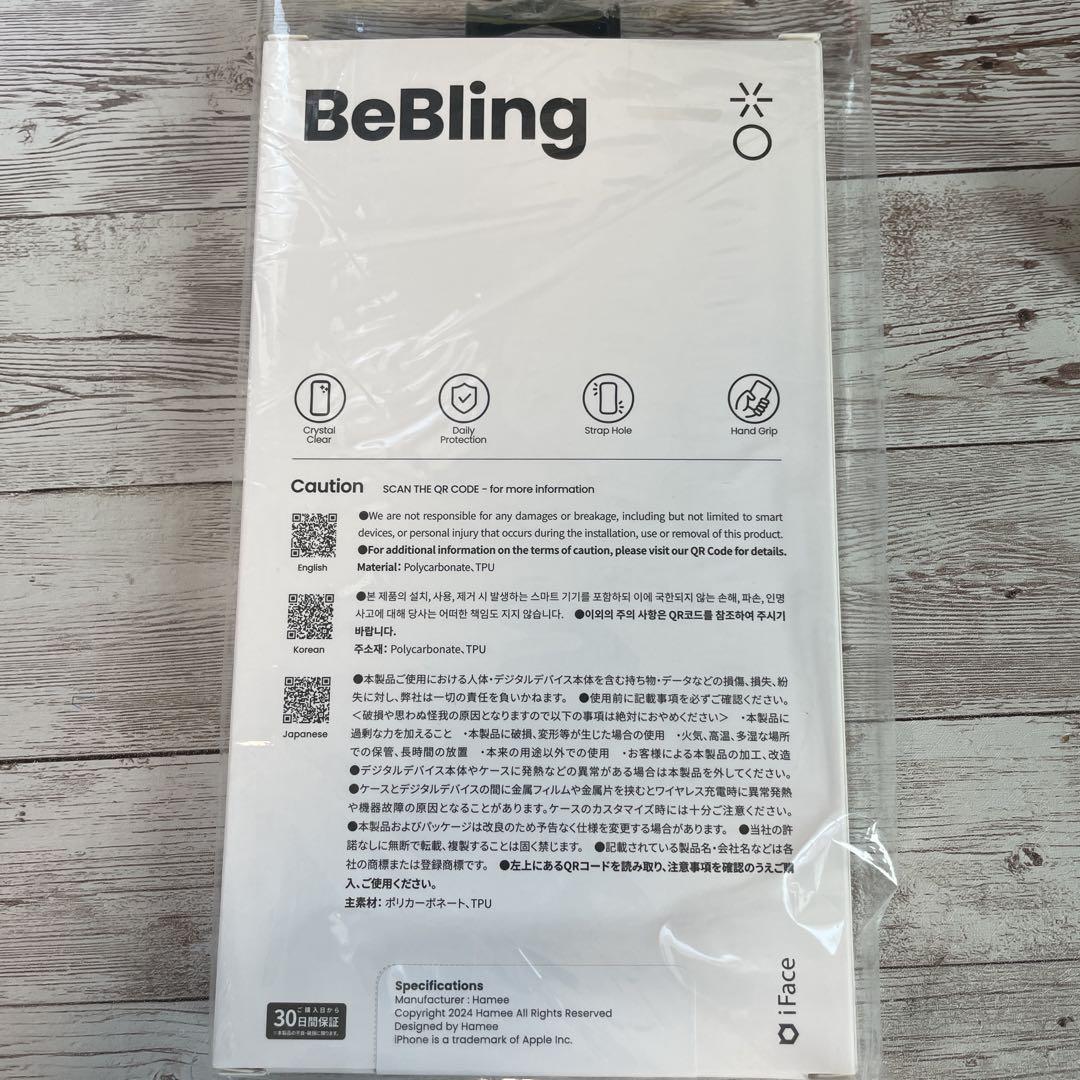 BeBling
Crystal
Clear
Daily
Protection
Strap Hole
Hand Grip
Caution SCAN THE QR CODE - for more information
English
●We are not responsible for any damages or breakage, including but not limited to smart
devices, or personal injury that occurs during the installation, use or removal of this product.
●For additional information on the terms of caution, please visit our QR Code for details.
Material: Polycarbonate、TPU
Korean
●본 제품의 설치, 사용, 제거 시 발생하는 스마트 기기를 포함하되 이에 국한되지 않는 손해, 파손, 인명
사고에 대해 당사는 어떠한 책임도 지지 않습니다. ●이외의 주의 사항은 QR코드를 참조하여 주시기
바랍니다.
주소재: Polycarbonate、TPU
Japanese
●本製品ご使用における人体・デジタルデバイス本体を含む持ち物・データなどの損傷、損失、紛
失に対し、弊社は一切の責任を負いかねます。 ●使用前に記載事項を必ずご確認ください。
＜破損や思わぬ怪我の原因となりますので以下の事項は絶対におやめください＞ ・本製品に
過剰な力を加えること ・本製品に破損、変形等が生じた場合の使用 ・火気、高温、多湿な場所
での保管、長時間の放置 ・本来の用途以外での使用 ・お客様による本製品の加工、改造
●デジタルデバイス本体やケースに発熱などの異常がある場合は本製品を外してください。
●ケースとデジタルデバイスの間に金属フィルムや金属片を挟むとワイヤレス充電時に異常発熱
や機器故障の原因となることがあります。ケースのカスタマイズ時には十分ご注意ください。
●本製品およびパッケージは改良のため予告なく仕様を変更する場合があります。 ●当社の許
諾なしに無断で転載、複製することは固く禁じます。 ●記載されている製品名・会社名などは各
社の商標または登録商標です。 ●左上にあるQRコードを読み取り、注意事項を確認のうえご購
入、ご使用ください。
主素材: ポリカーボネート、TPU
ご購入日から
30日間保証
※本製品の不良・破損に限ります。
Specifications
Manufacturer : Hamee
Copyright 2024 Hamee All Rights Reserved
Designed by Hamee
iPhone is a trademark of Apple Inc.
iFace